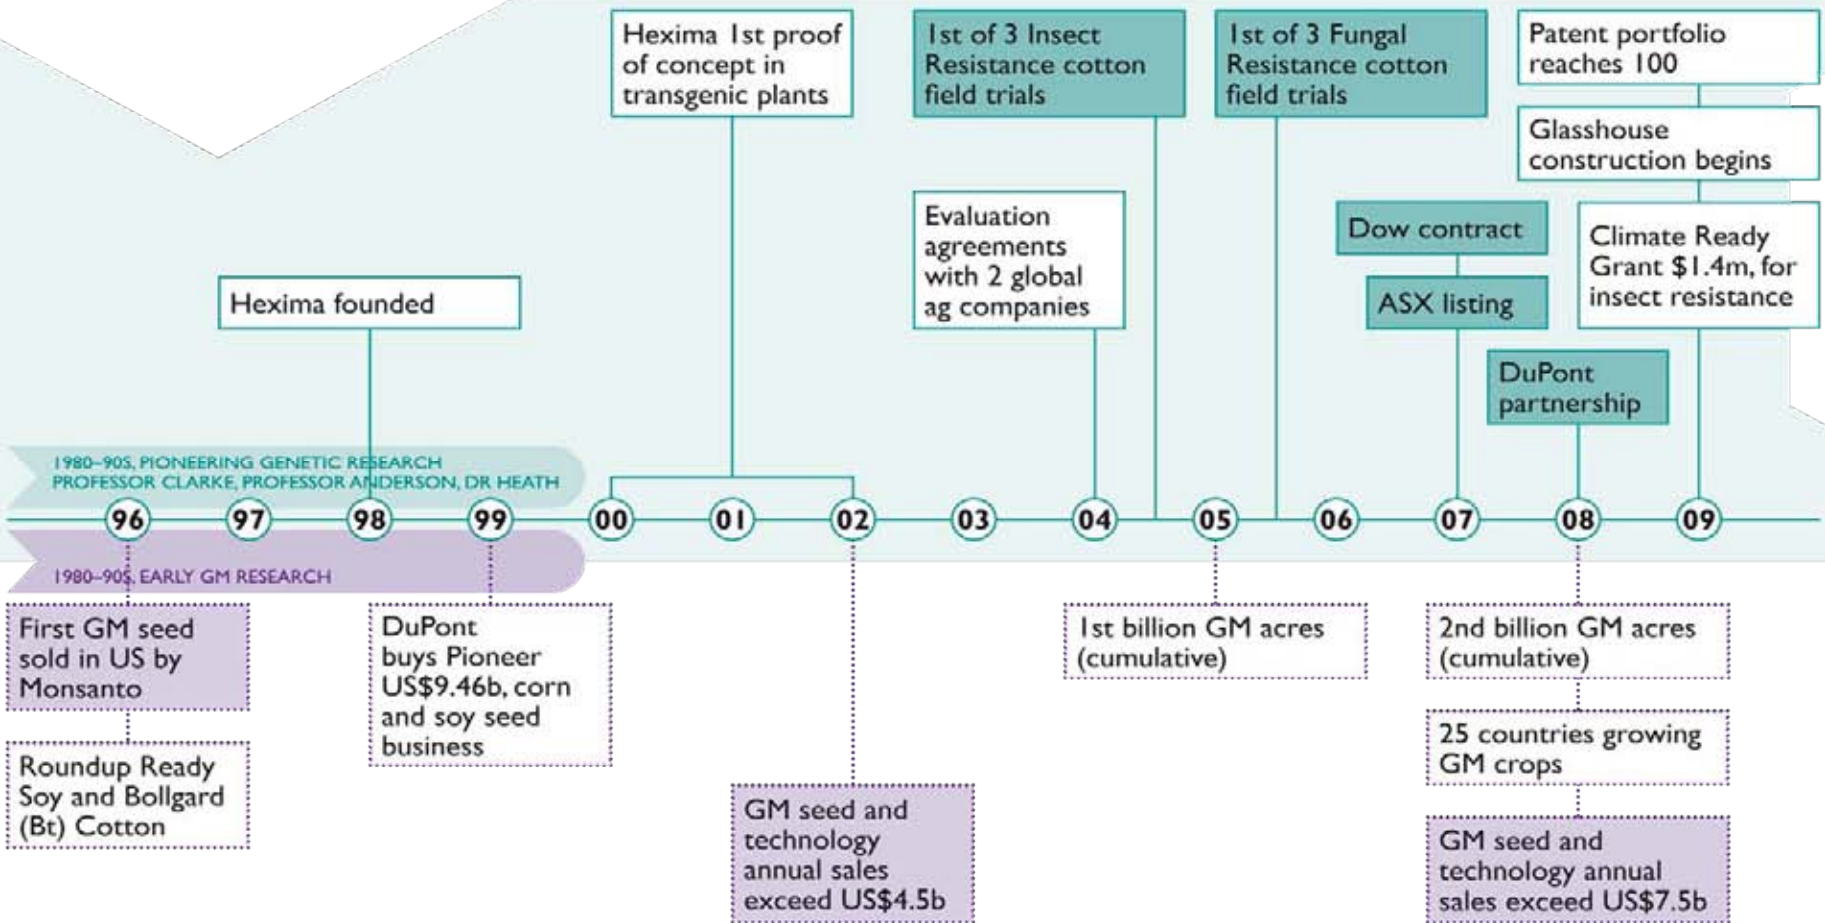 Hexima 1st proof
of concept in
transgenic plants
1st of 3 Insect
Resistance cotton
field trials
1st of 3 Fungal
Resistance cotton
field trials
Patent portfolio
reaches 100
Glasshouse
construction begins
Evaluation
agreements
with 2 global
ag companies
Dow contract
Climate Ready
Grant $1.4m, for
insect resistance
Hexima founded
ASX listing
DuPont
partnership
1980–90S, PIONEERING GENETIC RESEARCH
PROFESSOR CLARKE, PROFESSOR ANDERSON, DR HEATH
96 97 98 99 00 01 02 03 04 05 06 07 08 09
1980–90S, EARLY GM RESEARCH
First GM seed
sold in US by
Monsanto
Roundup Ready
Soy and Bollgard
(Bt) Cotton
DuPont
buys Pioneer
US$9.46b, corn
and soy seed
business
GM seed and
technology
annual sales
exceed US$4.5b
1st billion GM acres
(cumulative)
2nd billion GM acres
(cumulative)
25 countries growing
GM crops
GM seed and
technology annual
sales exceed US$7.5b